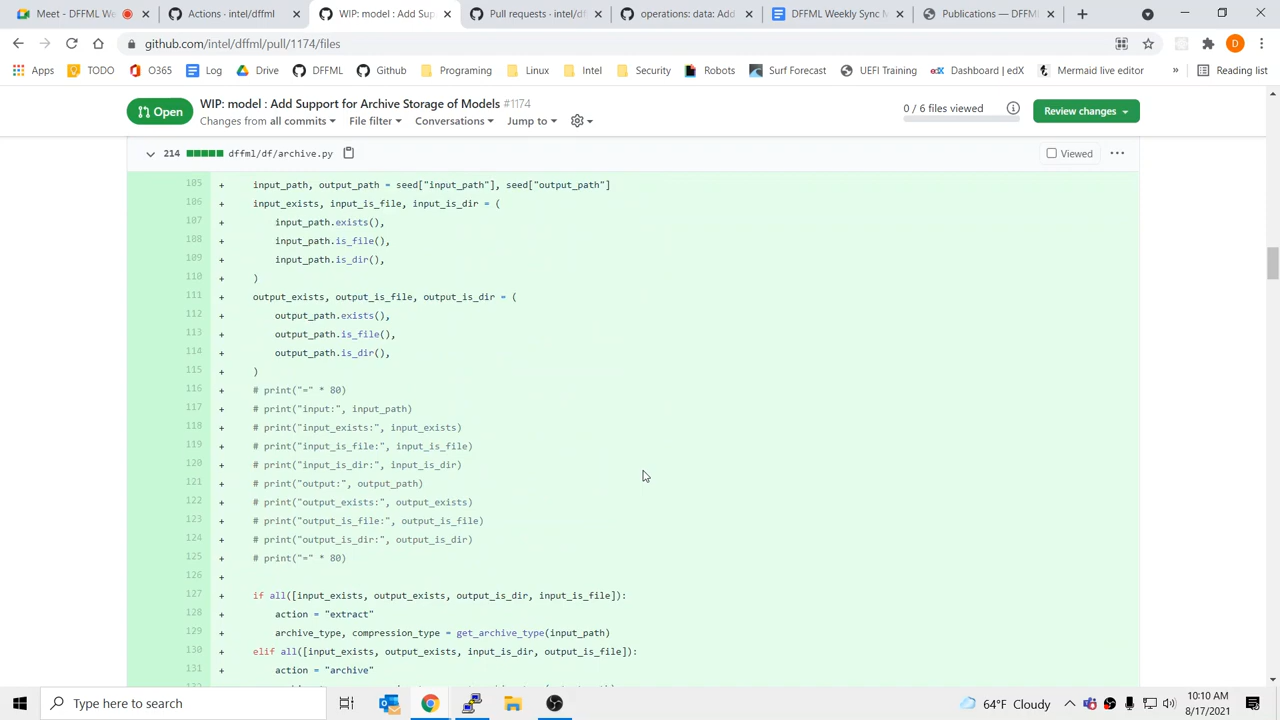 Meet - DFFML We
Actions - intel/dffml
WIP: model : Add Sup
Pull requests - intel/df
operations: data: Add
DFFML Weekly Sync M
Publications — DFFML
github.com/intel/dffml/pull/1174/files
D
Apps
TODO
O365
Log
Drive
DFFML
Github
Programing
Linux
Intel
Security
Robots
Surf Forecast
UEFI Training
Dashboard | edX
Mermaid live editor
»
Reading list
Open
WIP: model : Add Support for Archive Storage of Models #1174
Changes from all commits
File filter
Conversations
Jump to
0 / 6 files viewed
Review changes
214 dffml/df/archive.py
Viewed
105 + input_path, output_path = seed["input_path"], seed["output_path"]
106 + input_exists, input_is_file, input_is_dir = (
107 + input_path.exists(),
108 + input_path.is_file(),
109 + input_path.is_dir(),
110 + )
111 + output_exists, output_is_file, output_is_dir = (
112 + output_path.exists(),
113 + output_path.is_file(),
114 + output_path.is_dir(),
115 + )
116 + # print("=" * 80)
117 + # print("input:", input_path)
118 + # print("input_exists:", input_exists)
119 + # print("input_is_file:", input_is_file)
120 + # print("input_is_dir:", input_is_dir)
121 + # print("output:", output_path)
122 + # print("output_exists:", output_exists)
123 + # print("output_is_file:", output_is_file)
124 + # print("output_is_dir:", output_is_dir)
125 + # print("=" * 80)
126 +
127 + if all([input_exists, output_exists, output_is_dir, input_is_file]):
128 + action = "extract"
129 + archive_type, compression_type = get_archive_type(input_path)
130 + elif all([input_exists, output_exists, input_is_dir, output_is_file]):
131 + action = "archive"
Type here to search
64°F Cloudy
10:10 AM
8/17/2021